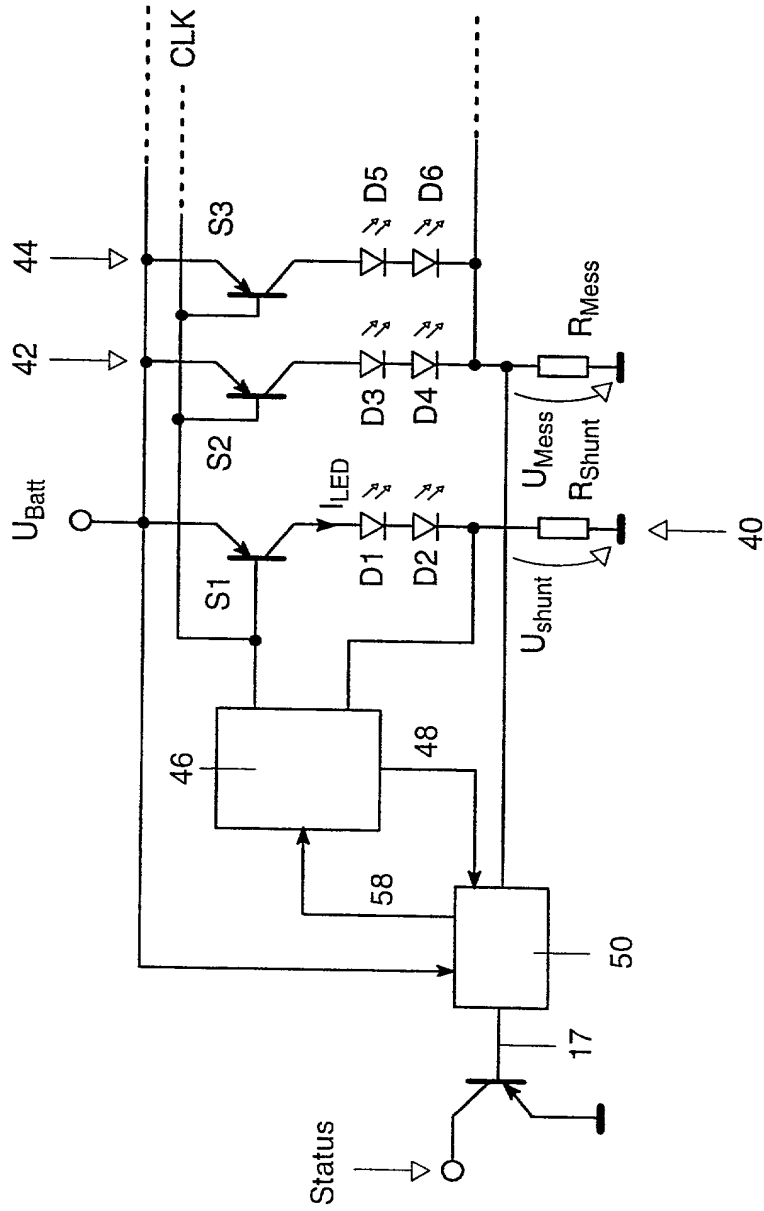 44
42
U_Batt
CLK
S3
S2
S1
I_LED
D5
D6
D3
D4
D1
D2
46
48
58
R_Mess
U_Mess
R_Shunt
U_shunt
40
50
17
Status